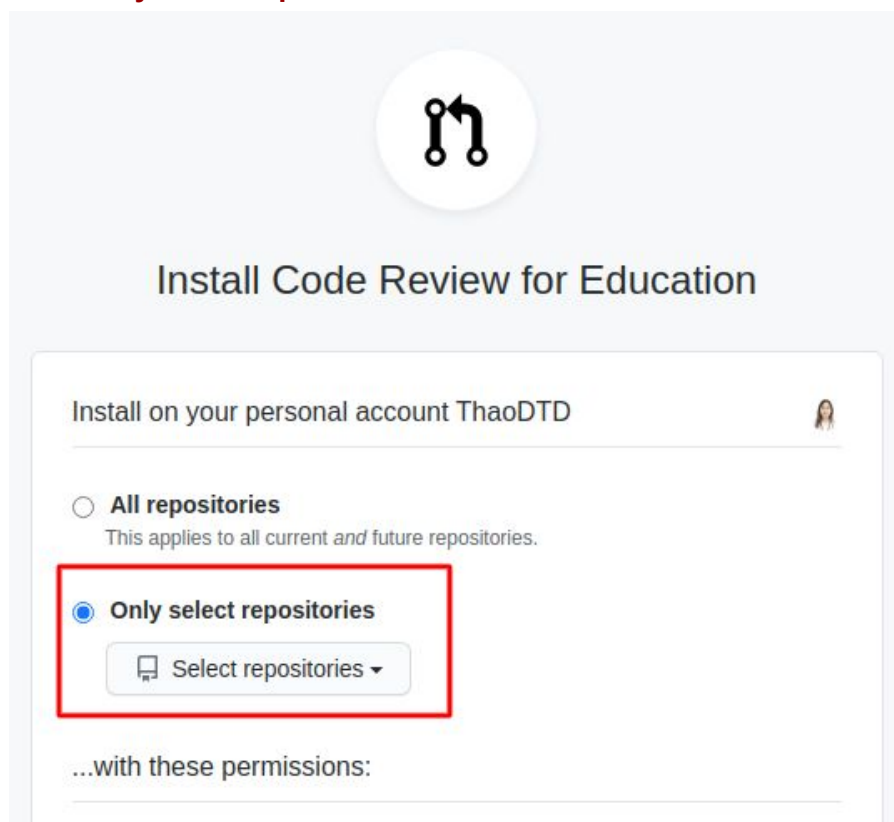 Install Code Review for Education
Install on your personal account ThaoDTD
All repositories
This applies to all current and future repositories.
Only select repositories
Select repositories
...with these permissions: